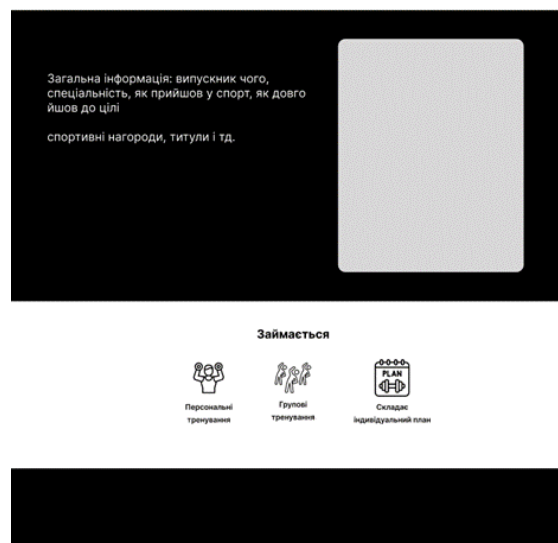 Загальна інформація: випускник чого,
спеціальність, як прийшов у спорт, як довго
йшов до цілі
спортивні нагороди, титули і тд.
Займається
PLAN
Персональні
тренування
Групові
тренування
Складає
індивідуальний план